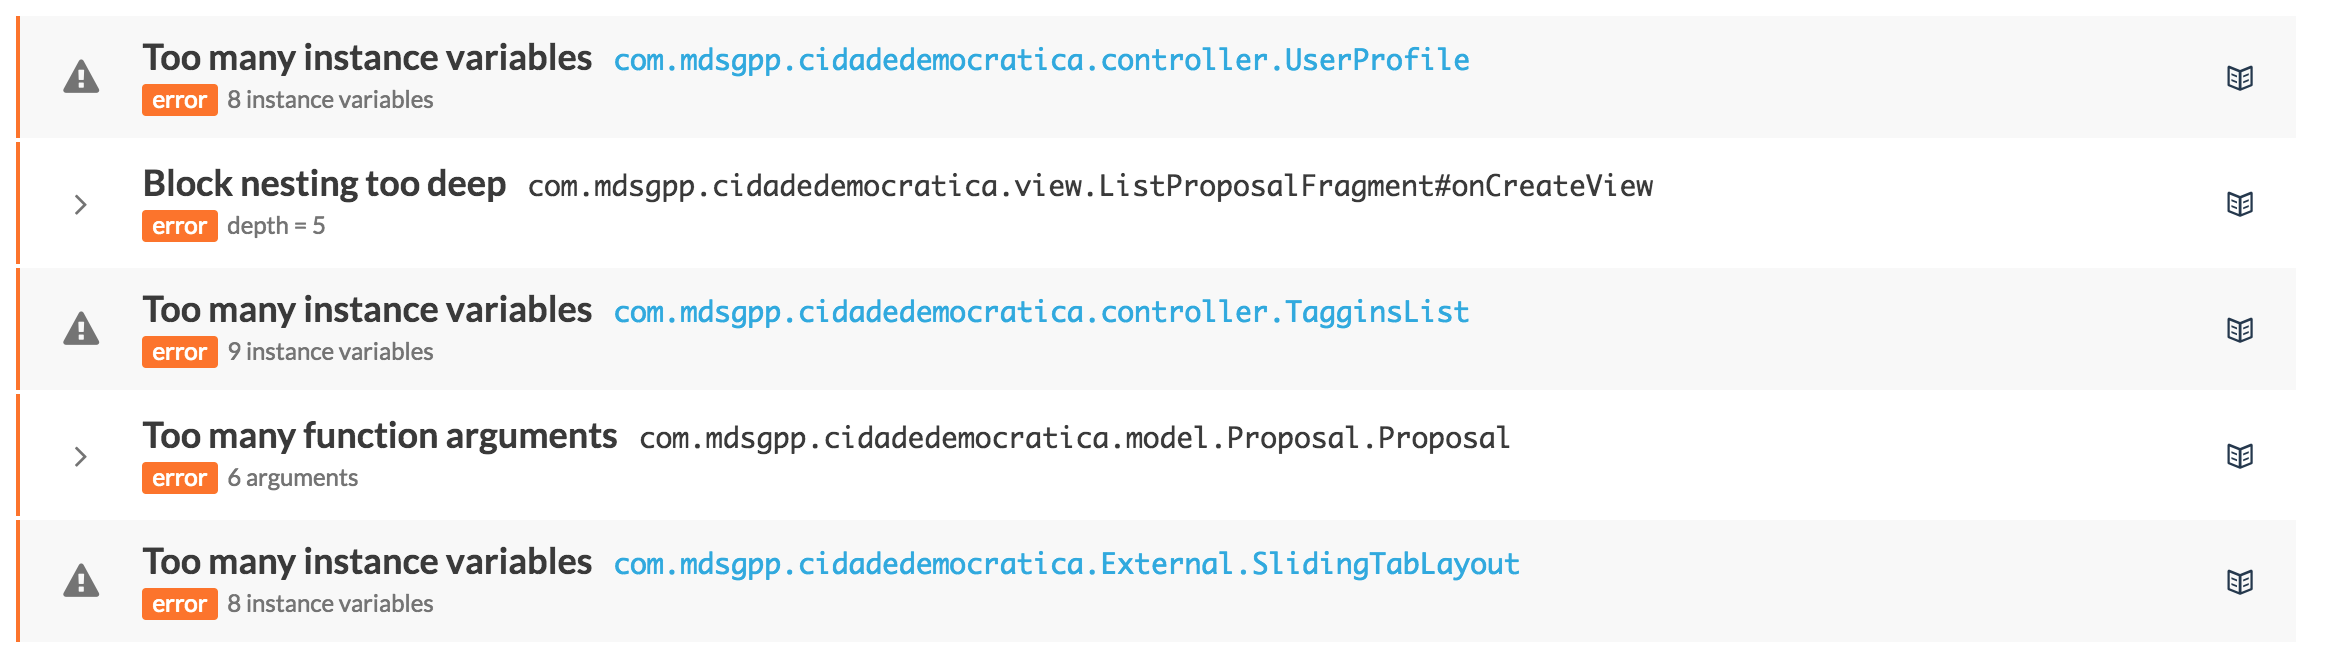 Too many instance variables com.mdsgpp.cidadedemocratica.controller.UserProfile
error 8 instance variables
Block nesting too deep com.mdsgpp.cidadedemocratica.view.ListProposalFragment#onCreateView
error depth = 5
Too many instance variables com.mdsgpp.cidadedemocratica.controller.TagginsList
error 9 instance variables
Too many function arguments com.mdsgpp.cidadedemocratica.model.Proposal.Proposal
error 6 arguments
Too many instance variables com.mdsgpp.cidadedemocratica.External.SlidingTabLayout
error 8 instance variables